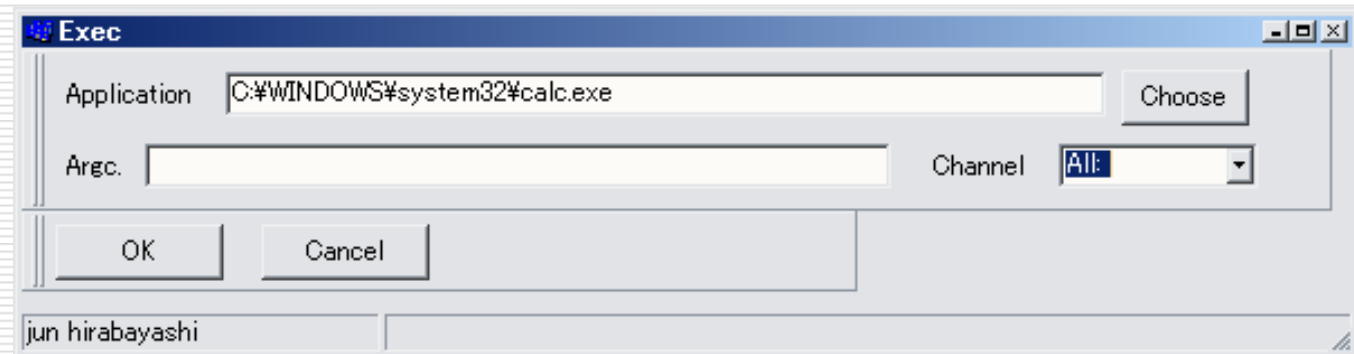 Exec
Application C:¥WINDOWS¥system32¥calc.exe Choose
Argc. Channel All:
OK Cancel
jun hirabayashi